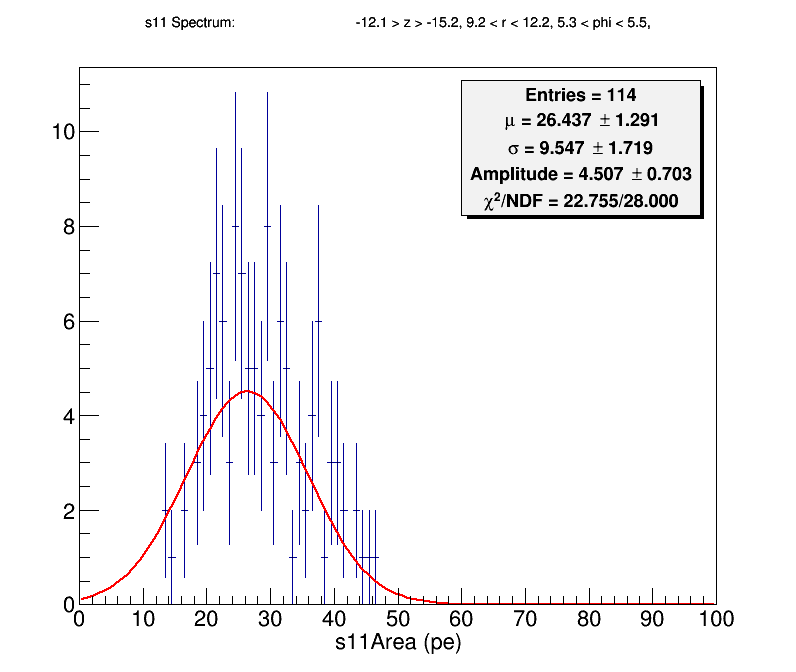 s11 Spectrum: -12.1 > z > -15.2, 9.2 < r < 12.2, 5.3 < phi < 5.5,
Entries = 114
μ = 26.437 ± 1.291
σ = 9.547 ± 1.719
Amplitude = 4.507 ± 0.703
χ²/NDF = 22.755/28.000
10
8
6
4
2
0
0 10 20 30 40 50 60 70 80 90 100
s11Area (pe)